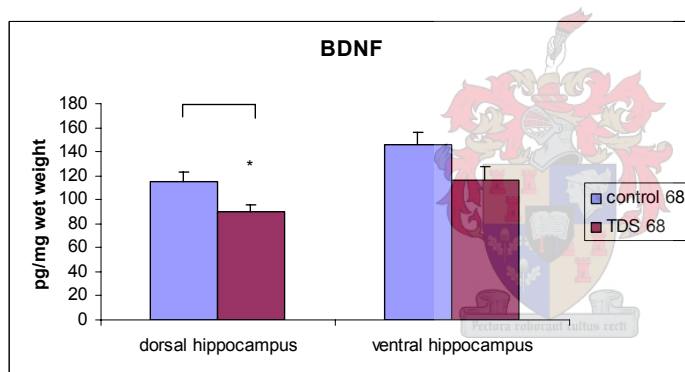 BDNF
pg/mg wet weight
180
160
140
120
100
80
60
40
20
0
*
dorsal hippocampus
ventral hippocampus
control 68
TDS 68
Pectora roborant cultus recti